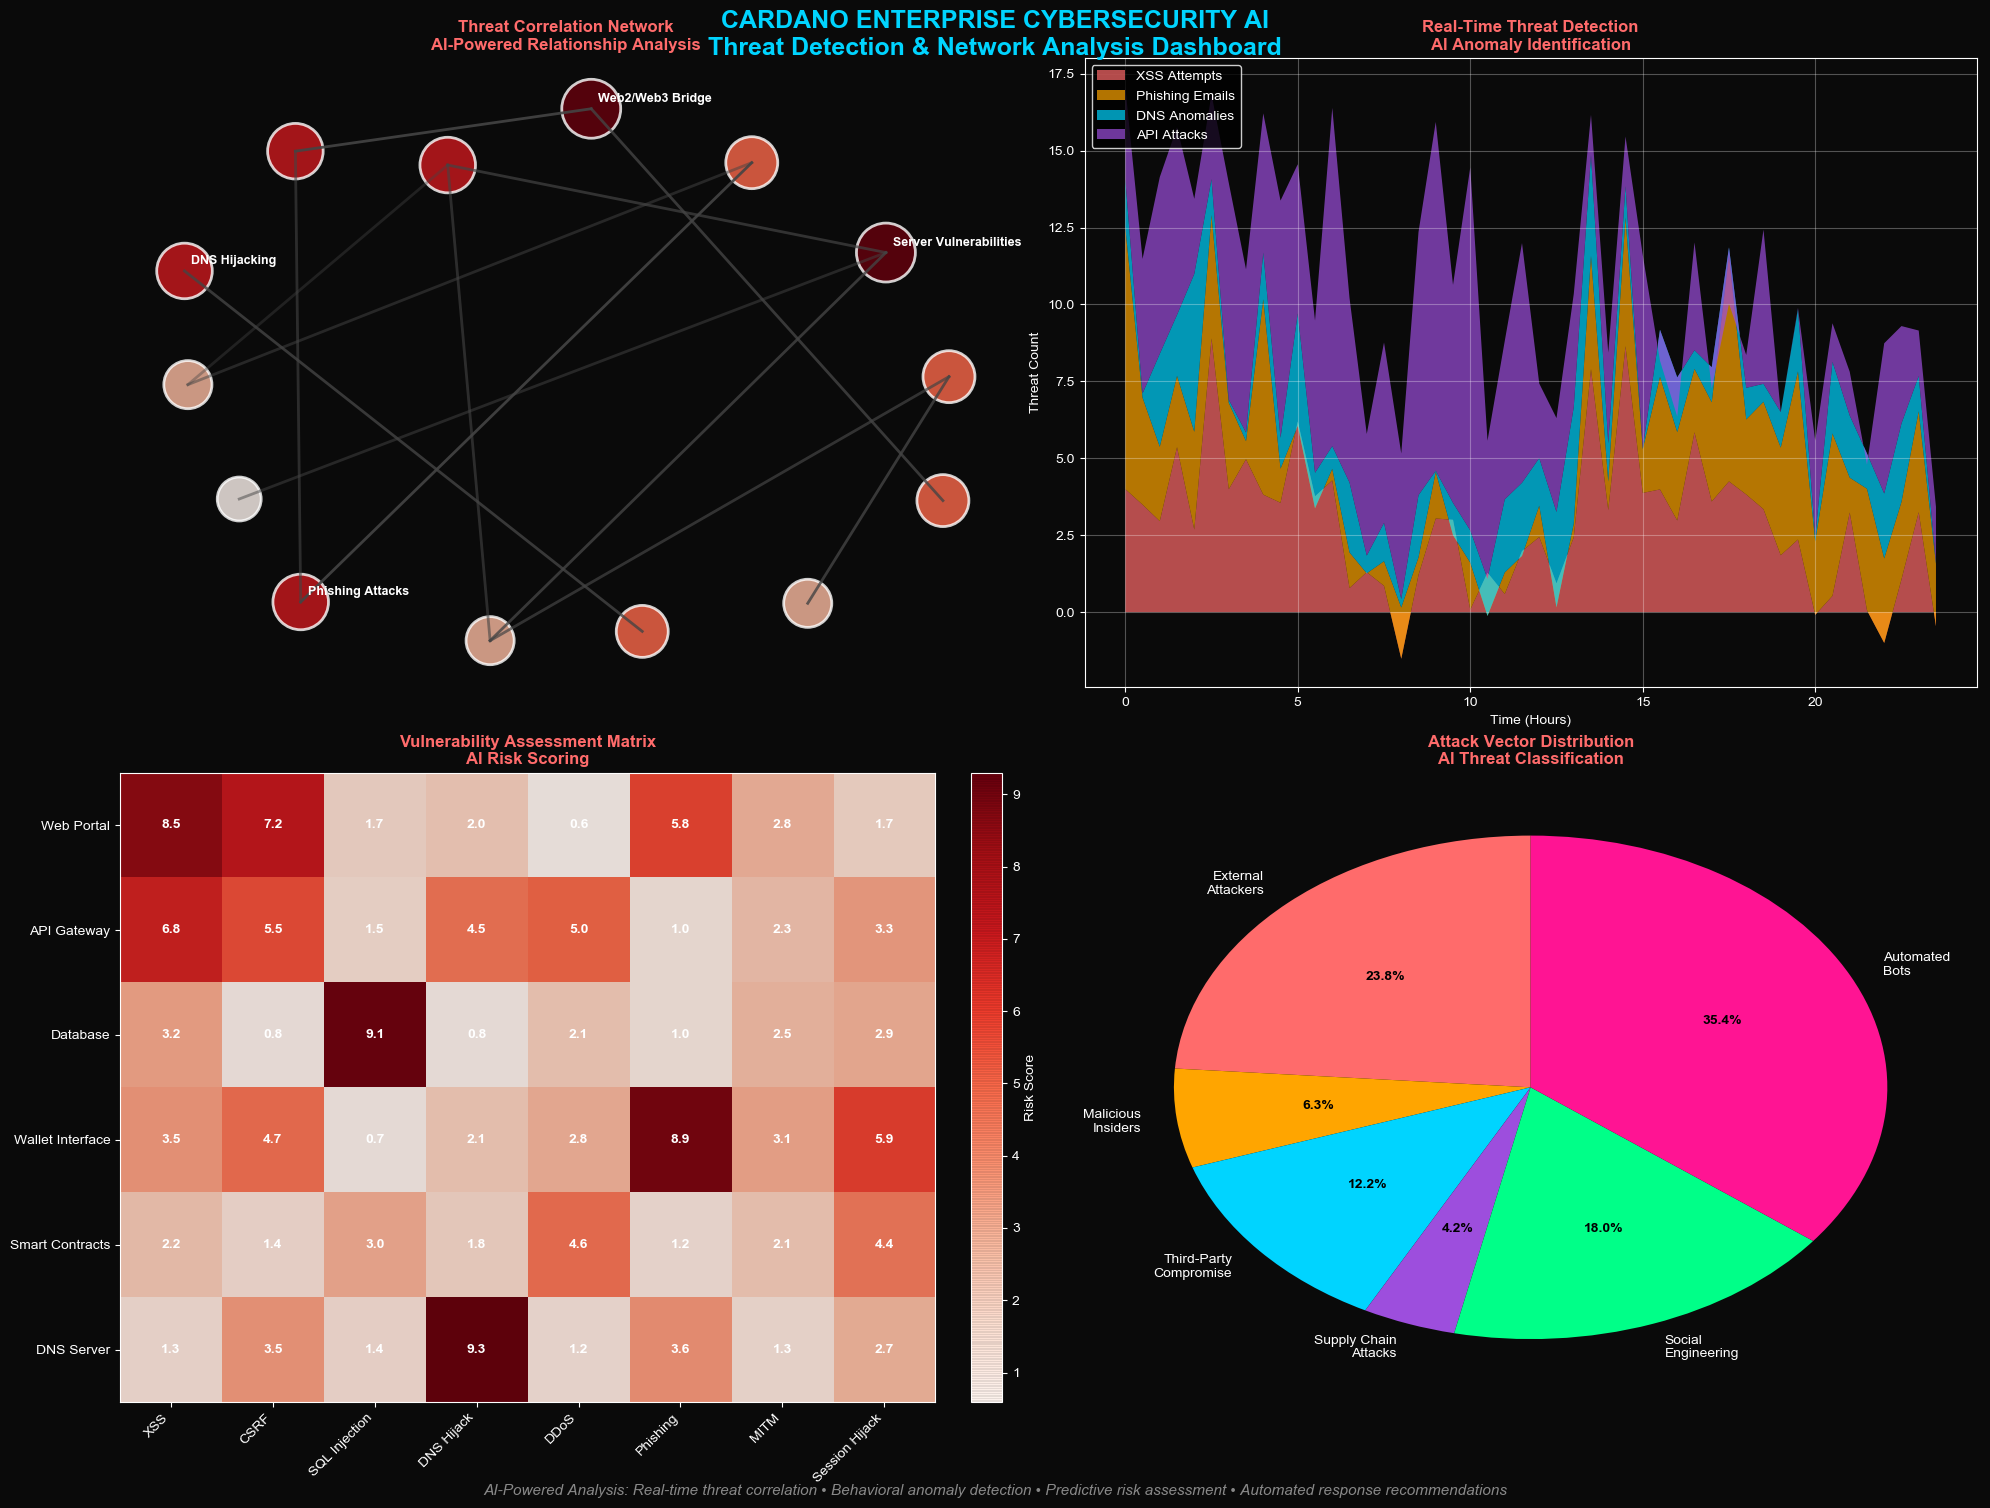 CARDANO ENTERPRISE CYBERSECURITY AI
Threat Detection & Network Analysis Dashboard
Threat Correlation Network
AI-Powered Relationship Analysis
Web2/Web3 Bridge
Server Vulnerabilities
DNS Hijacking
Phishing Attacks
Real-Time Threat Detection
AI Anomaly Identification
XSS Attempts
Phishing Emails
DNS Anomalies
API Attacks
Threat Count
17.5
15.0
12.5
10.0
7.5
5.0
2.5
0.0
0 5 10 15 20
Time (Hours)
Vulnerability Assessment Matrix
AI Risk Scoring
Web Portal 8.5 7.2 1.7 2.0 0.6 5.8 2.8 1.7
API Gateway 6.8 5.5 1.5 4.5 5.0 1.0 2.3 3.3
Database 3.2 0.8 9.1 0.8 2.1 1.0 2.5 2.9
Wallet Interface 3.5 4.7 0.7 2.1 2.8 8.9 3.1 5.9
Smart Contracts 2.2 1.4 3.0 1.8 4.6 1.2 2.1 4.4
DNS Server 1.3 3.5 1.4 9.3 1.2 3.6 1.3 2.7
XSS CSRF SQL Injection DNS Hijack DDoS Phishing MITM Session Hijack
9
8
7
6
5
4
3
2
1
Risk Score
Attack Vector Distribution
AI Threat Classification
External
Attackers
23.8%
Malicious
Insiders
6.3%
Third-Party
Compromise
12.2%
Supply Chain
Attacks
4.2%
Social
Engineering
18.0%
Automated
Bots
35.4%
AI-Powered Analysis: Real-time threat correlation • Behavioral anomaly detection • Predictive risk assessment • Automated response recommendations